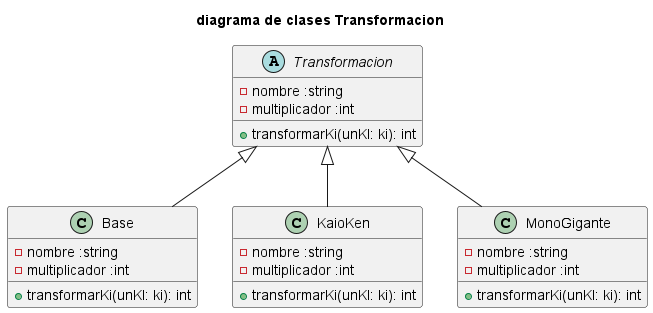 diagrama de clases Transformacion
A Transformacion
nombre :string
multiplicador :int
transformarKi(unKI: ki): int
C Base
nombre :string
multiplicador :int
transformarKi(unKI: ki): int
C KaioKen
nombre :string
multiplicador :int
transformarKi(unKI: ki): int
C MonoGigante
nombre :string
multiplicador :int
transformarKi(unKI: ki): int